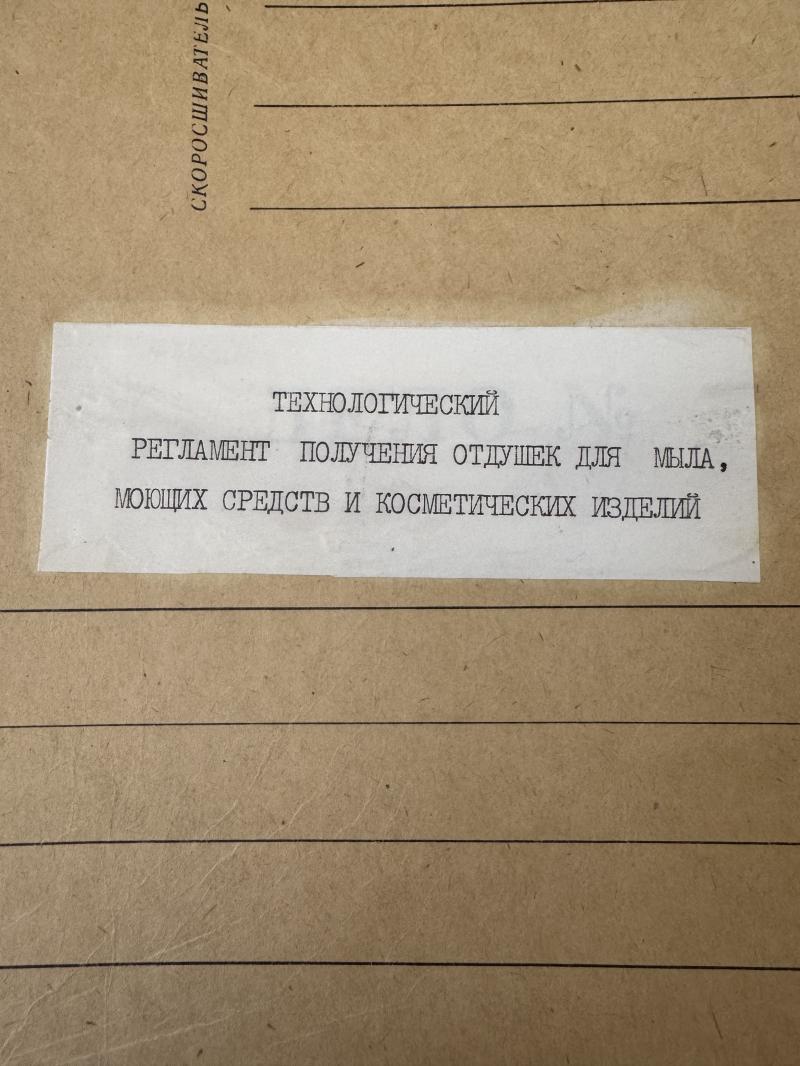 СКОРОСШИВАТЕЛЬ
ТЕХНОЛОГИЧЕСКИЙ
РЕГЛАМЕНТ ПОЛУЧЕНИЯ ОТДУШЕК ДЛЯ МЫЛА,
МОЮЩИХ СРЕДСТВ И КОСМЕТИЧЕСКИХ ИЗДЕЛИЙ